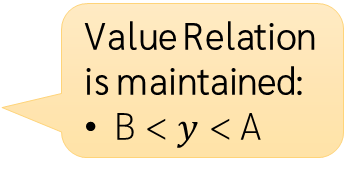 Value Relation
is maintained:
• B < y < A